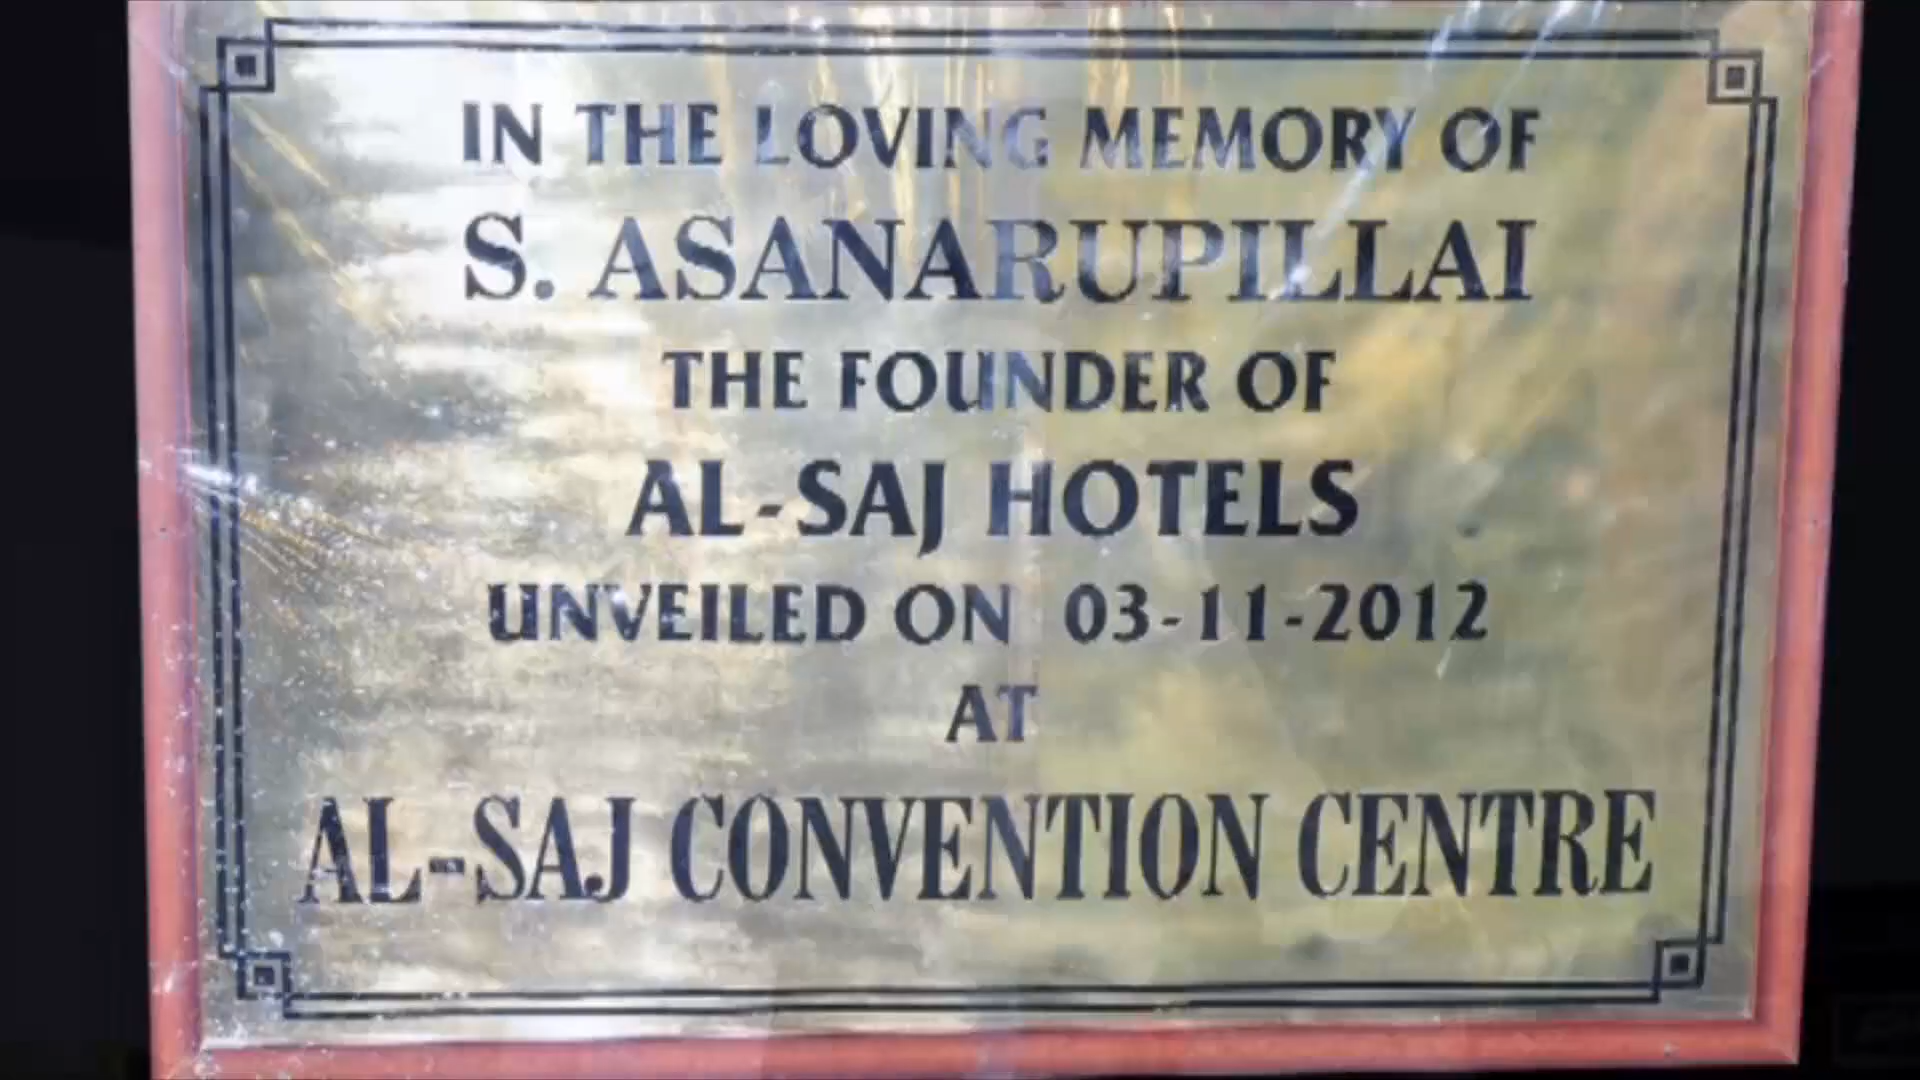 IN THE LOVING MEMORY OF
S. ASANARUPILLAI
THE FOUNDER OF
AL-SAJ HOTELS
UNVEILED ON 03-11-2012
AT
AL-SAJ CONVENTION CENTRE